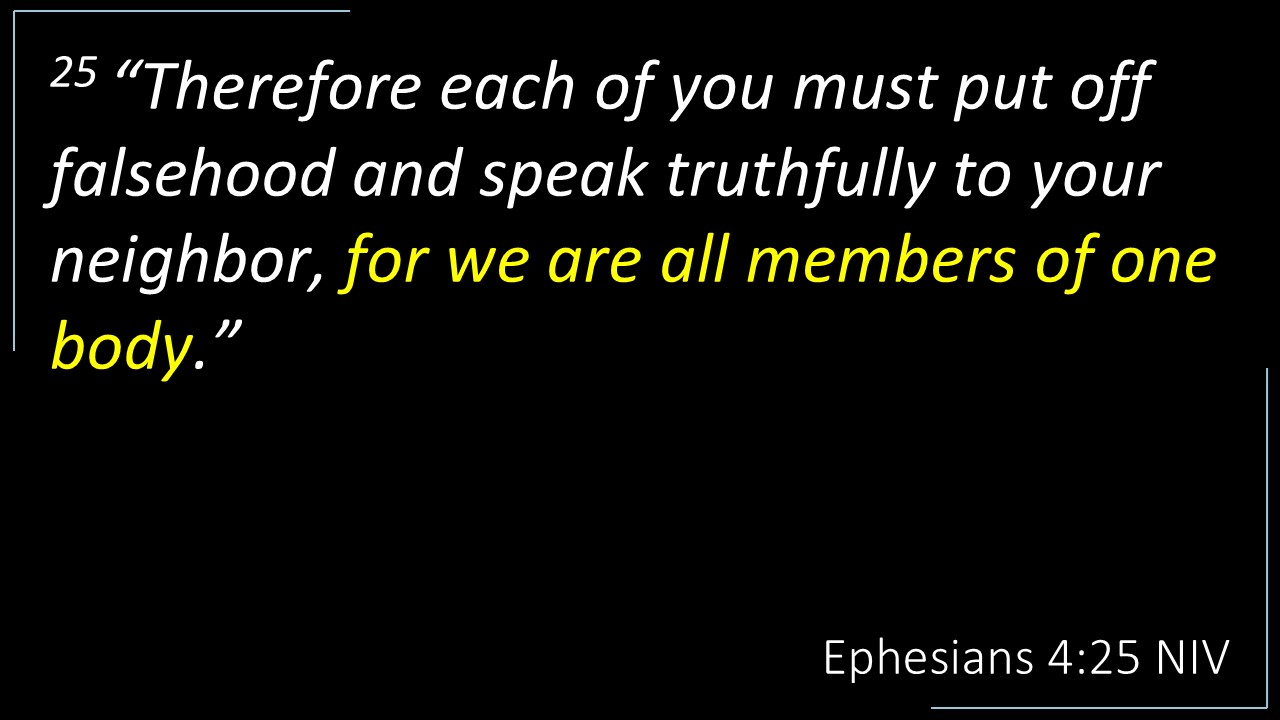 25 “Therefore each of you must put off
falsehood and speak truthfully to your
neighbor, for we are all members of one
body.”
Ephesians 4:25 NIV